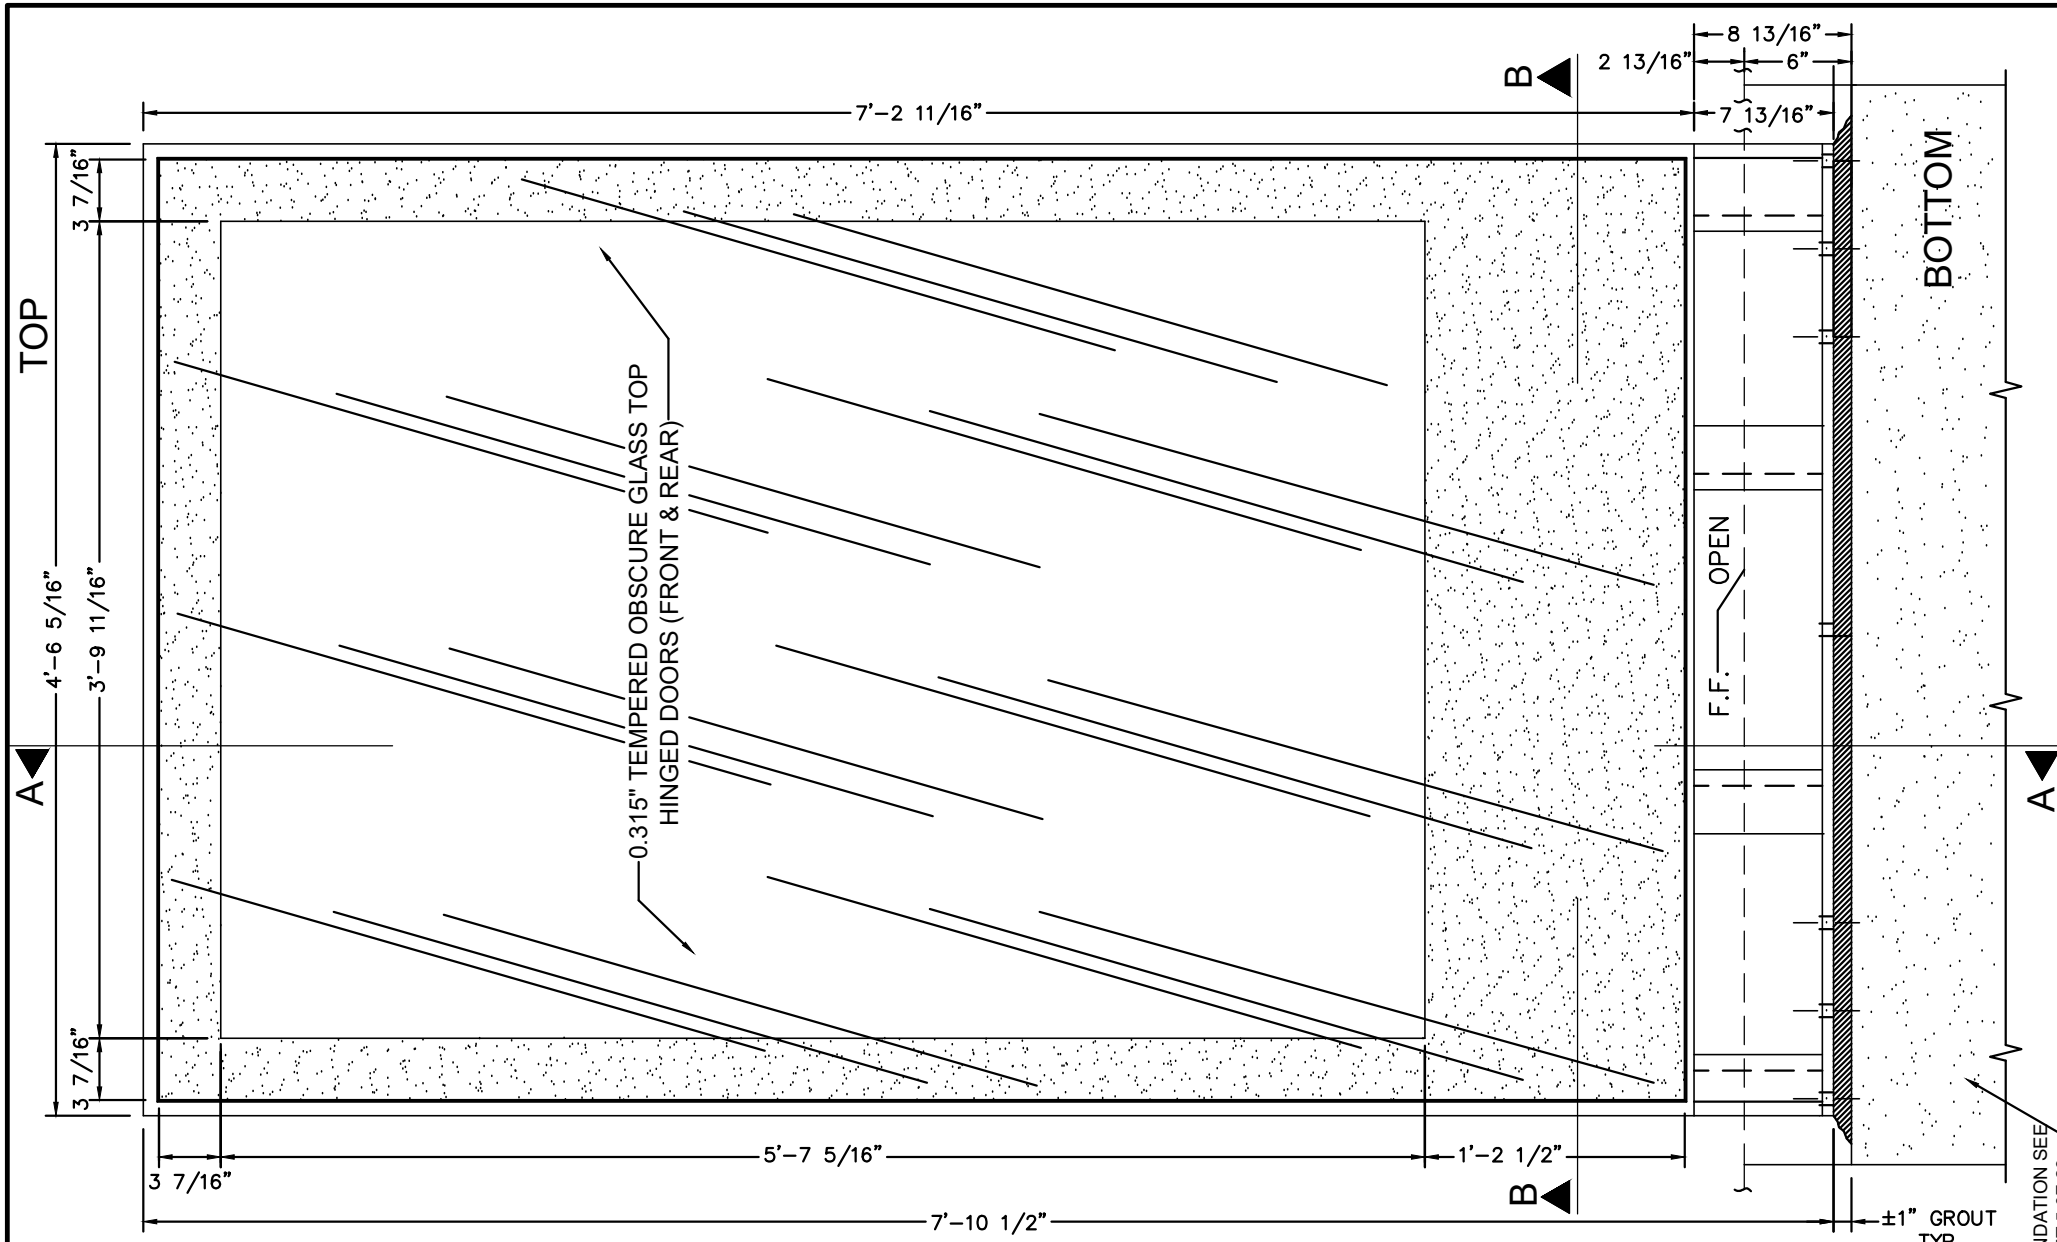 8 13/16"
2 13/16"
6"
B
7'-2 11/16"
7 13/16"
TOP
BOTTOM
3 7/16"
4'-6 5/16"
3'-9 11/16"
3 7/16"
0.315" TEMPERED OBSCURE GLASS TOP
HINGED DOORS (FRONT & REAR)
F.F.
OPEN
A
A
3 7/16"
5'-7 5/16"
1'-2 1/2"
B
7'-10 1/2"
±1" GROUT
TYP
NDATION SEE